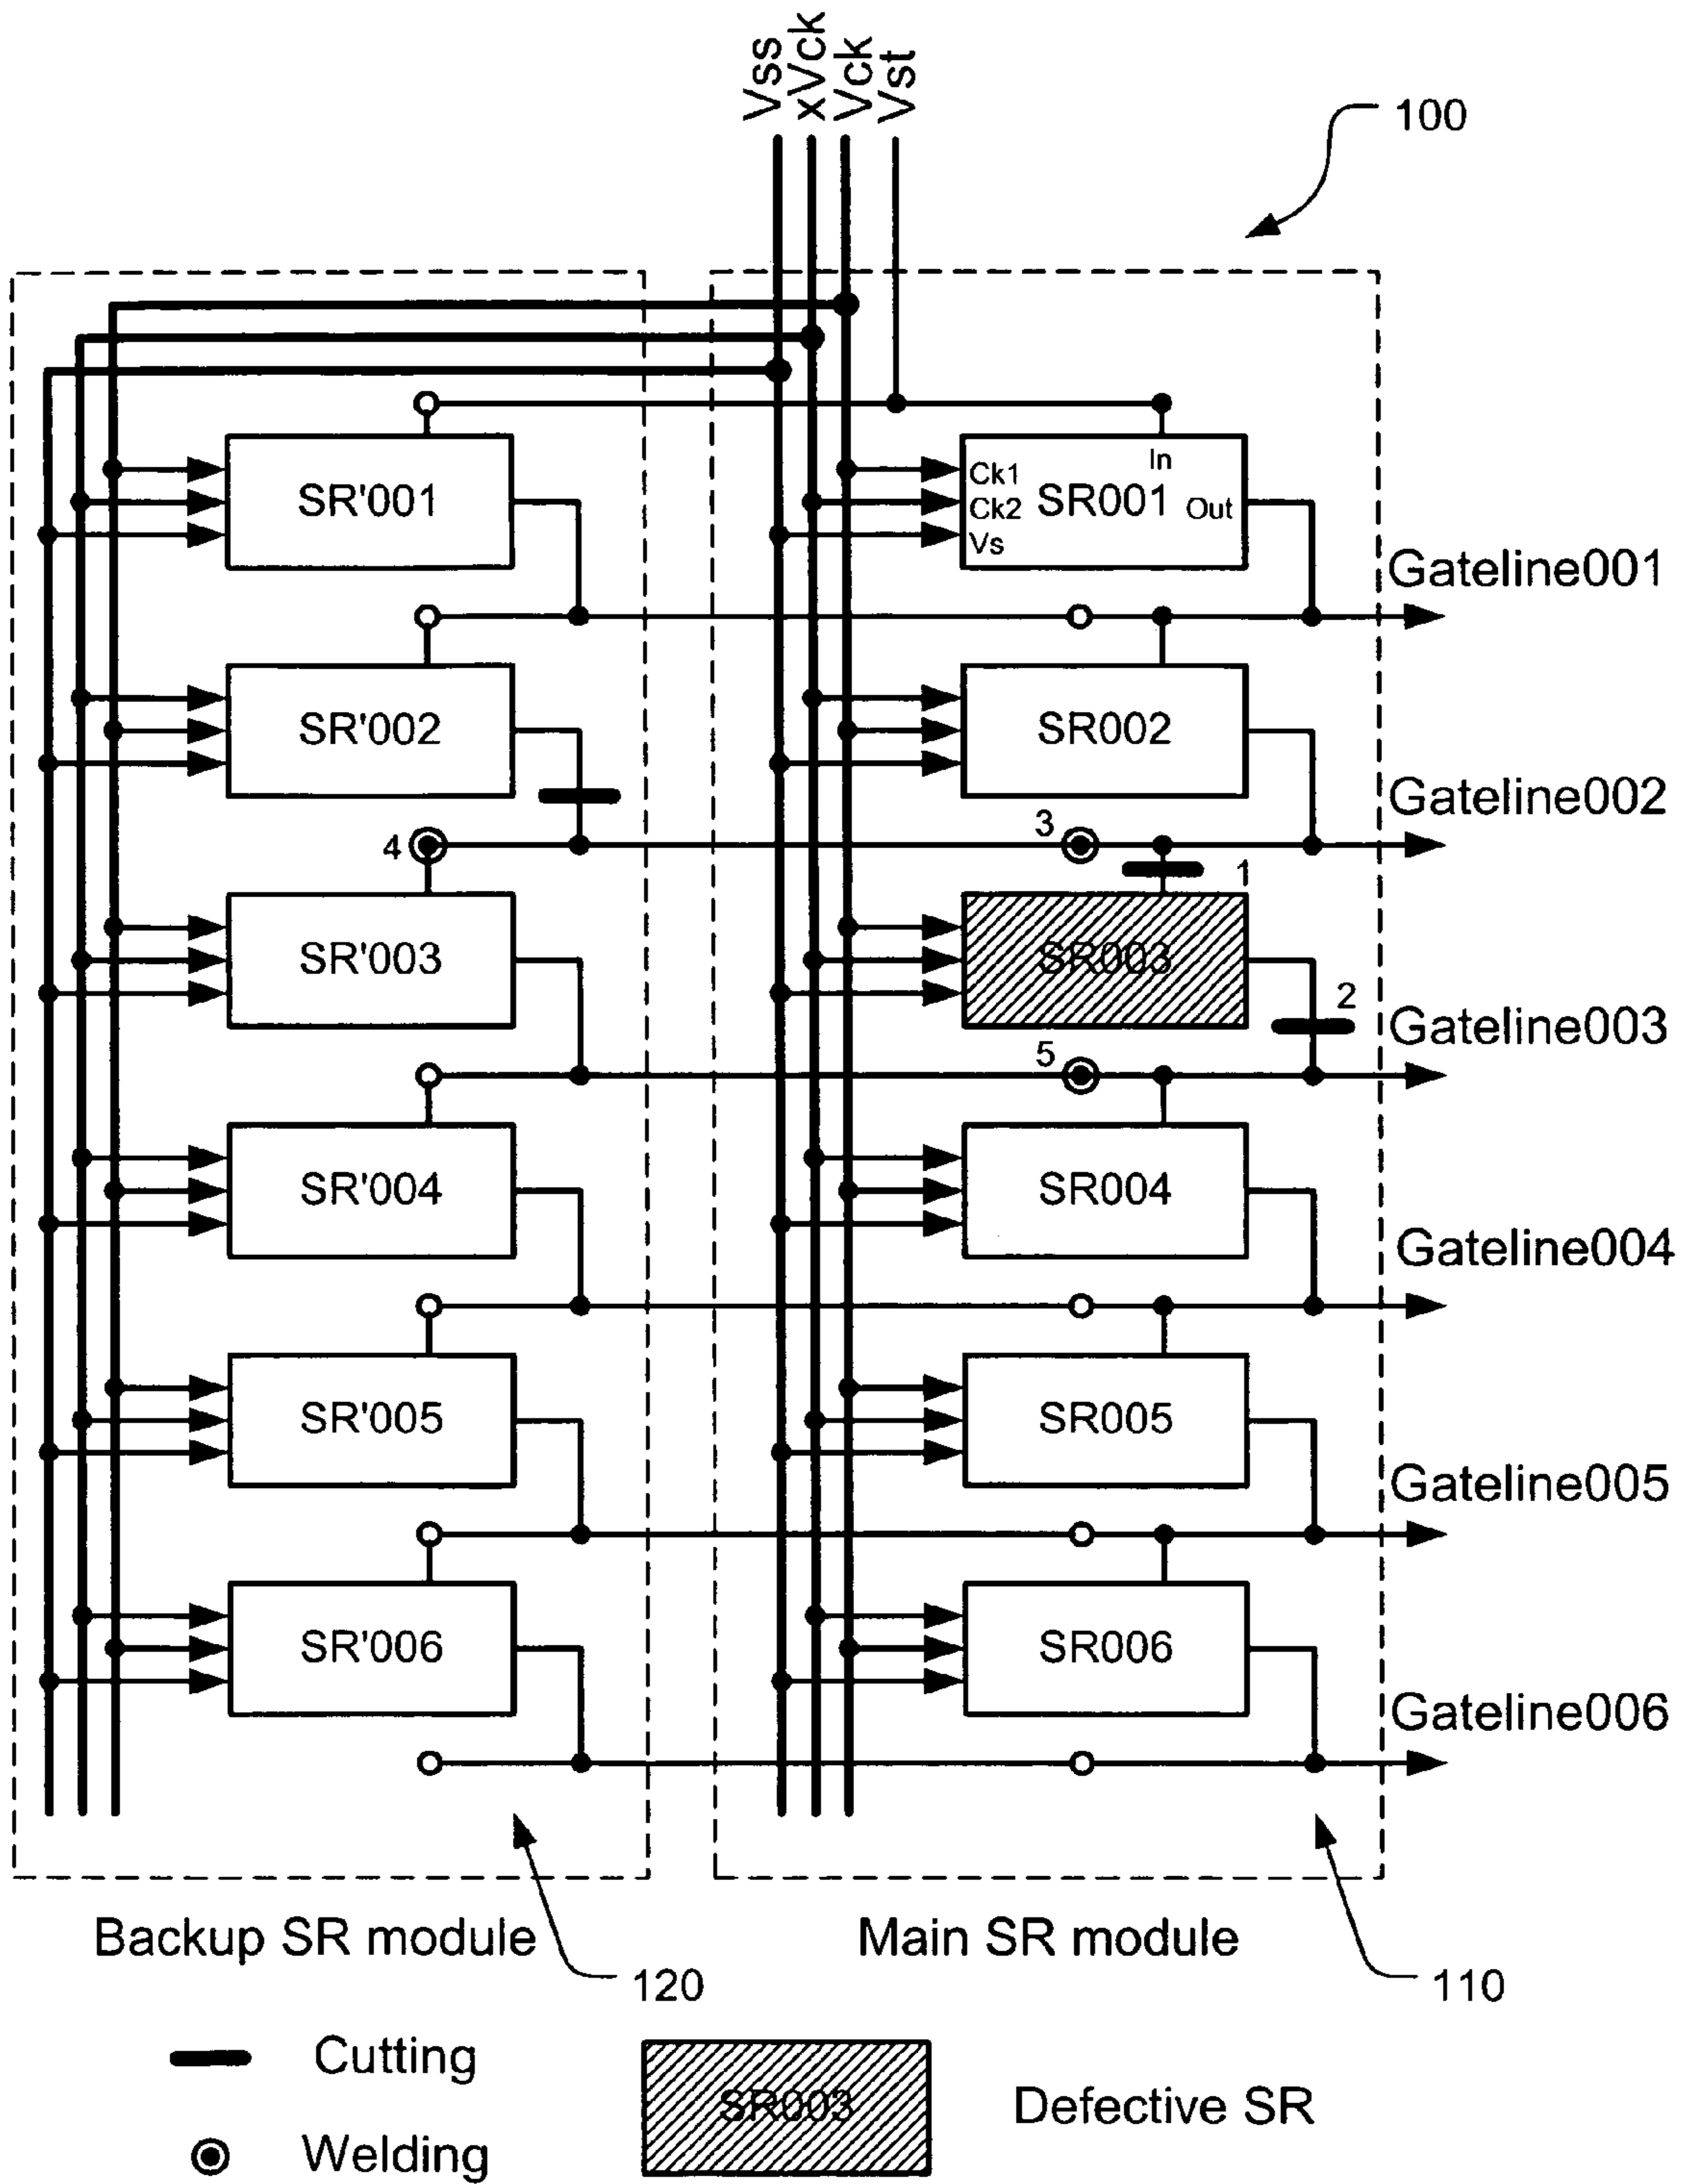 Vss
xVck
Vck
Vst
100
SR'001
Ck1
Ck2
Vs
In
SR001
Out
Gateline001
SR'002
SR002
Gateline002
4
3
1
SR'003
SR003
2
Gateline003
5
SR'004
SR004
Gateline004
SR'005
SR005
Gateline005
SR'006
SR006
Gateline006
Backup SR module
120
Main SR module
110
Cutting
SR003
Defective SR
Welding